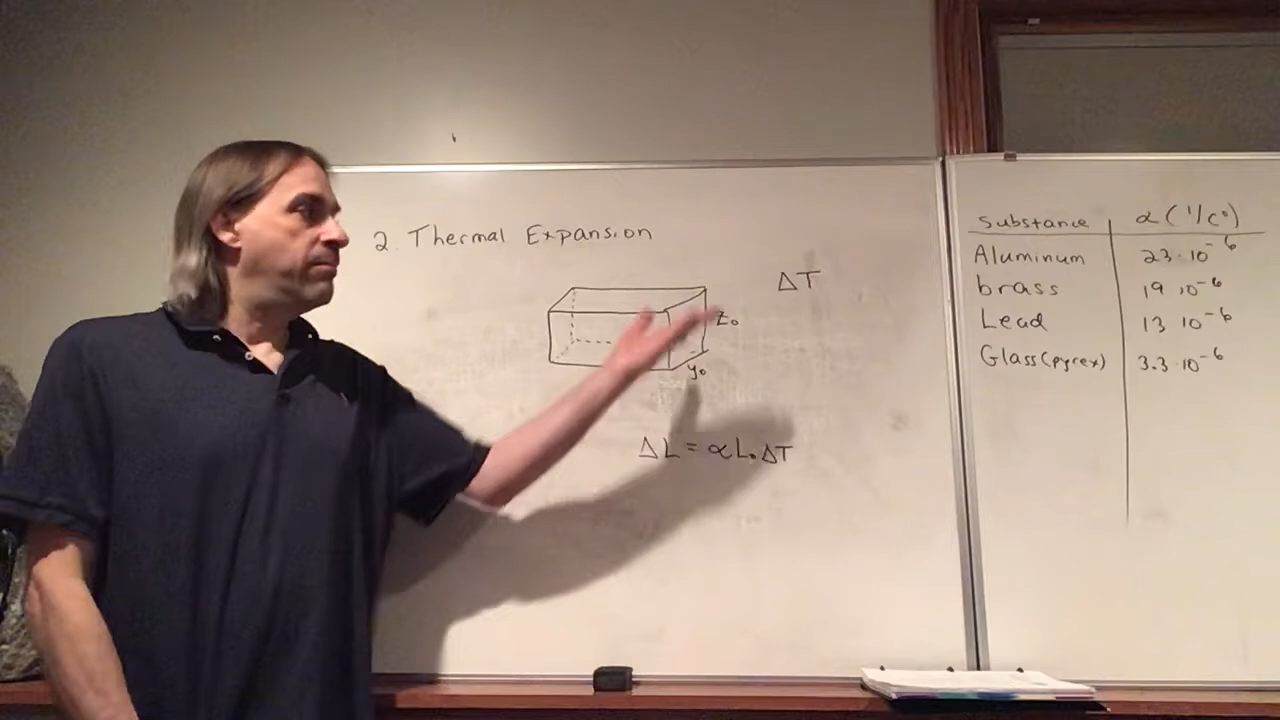 2. Thermal Expansion
ΔT
z₀
y₀
ΔL = αL₀ΔT
Substance α (1/C°)
Aluminum 23·10⁻⁶
brass 19·10⁻⁶
Lead 13 10⁻⁶
Glass(pyrex) 3.3·10⁻⁶